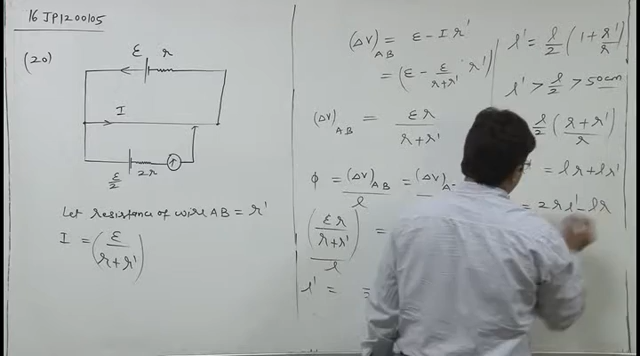 16 JP1200105
(20)
ε r
I
ε/2 2r
Let resistance of wire AB = r'
I = (ε/(r+r'))
(ΔV)AB = ε - I r'
= (ε - ε/(r+r') · r')
(ΔV)AB = εr/(r+r')
ϕ = (ΔV)AB/l = (ΔV)A
(εr/(r+r'))/l =
l' = =
l' = l/2 (1 + r'/r)
l' > l/2 > 50cm
l/2 ((r+r')/r)
= lr + lr'
= 2rl' - lr